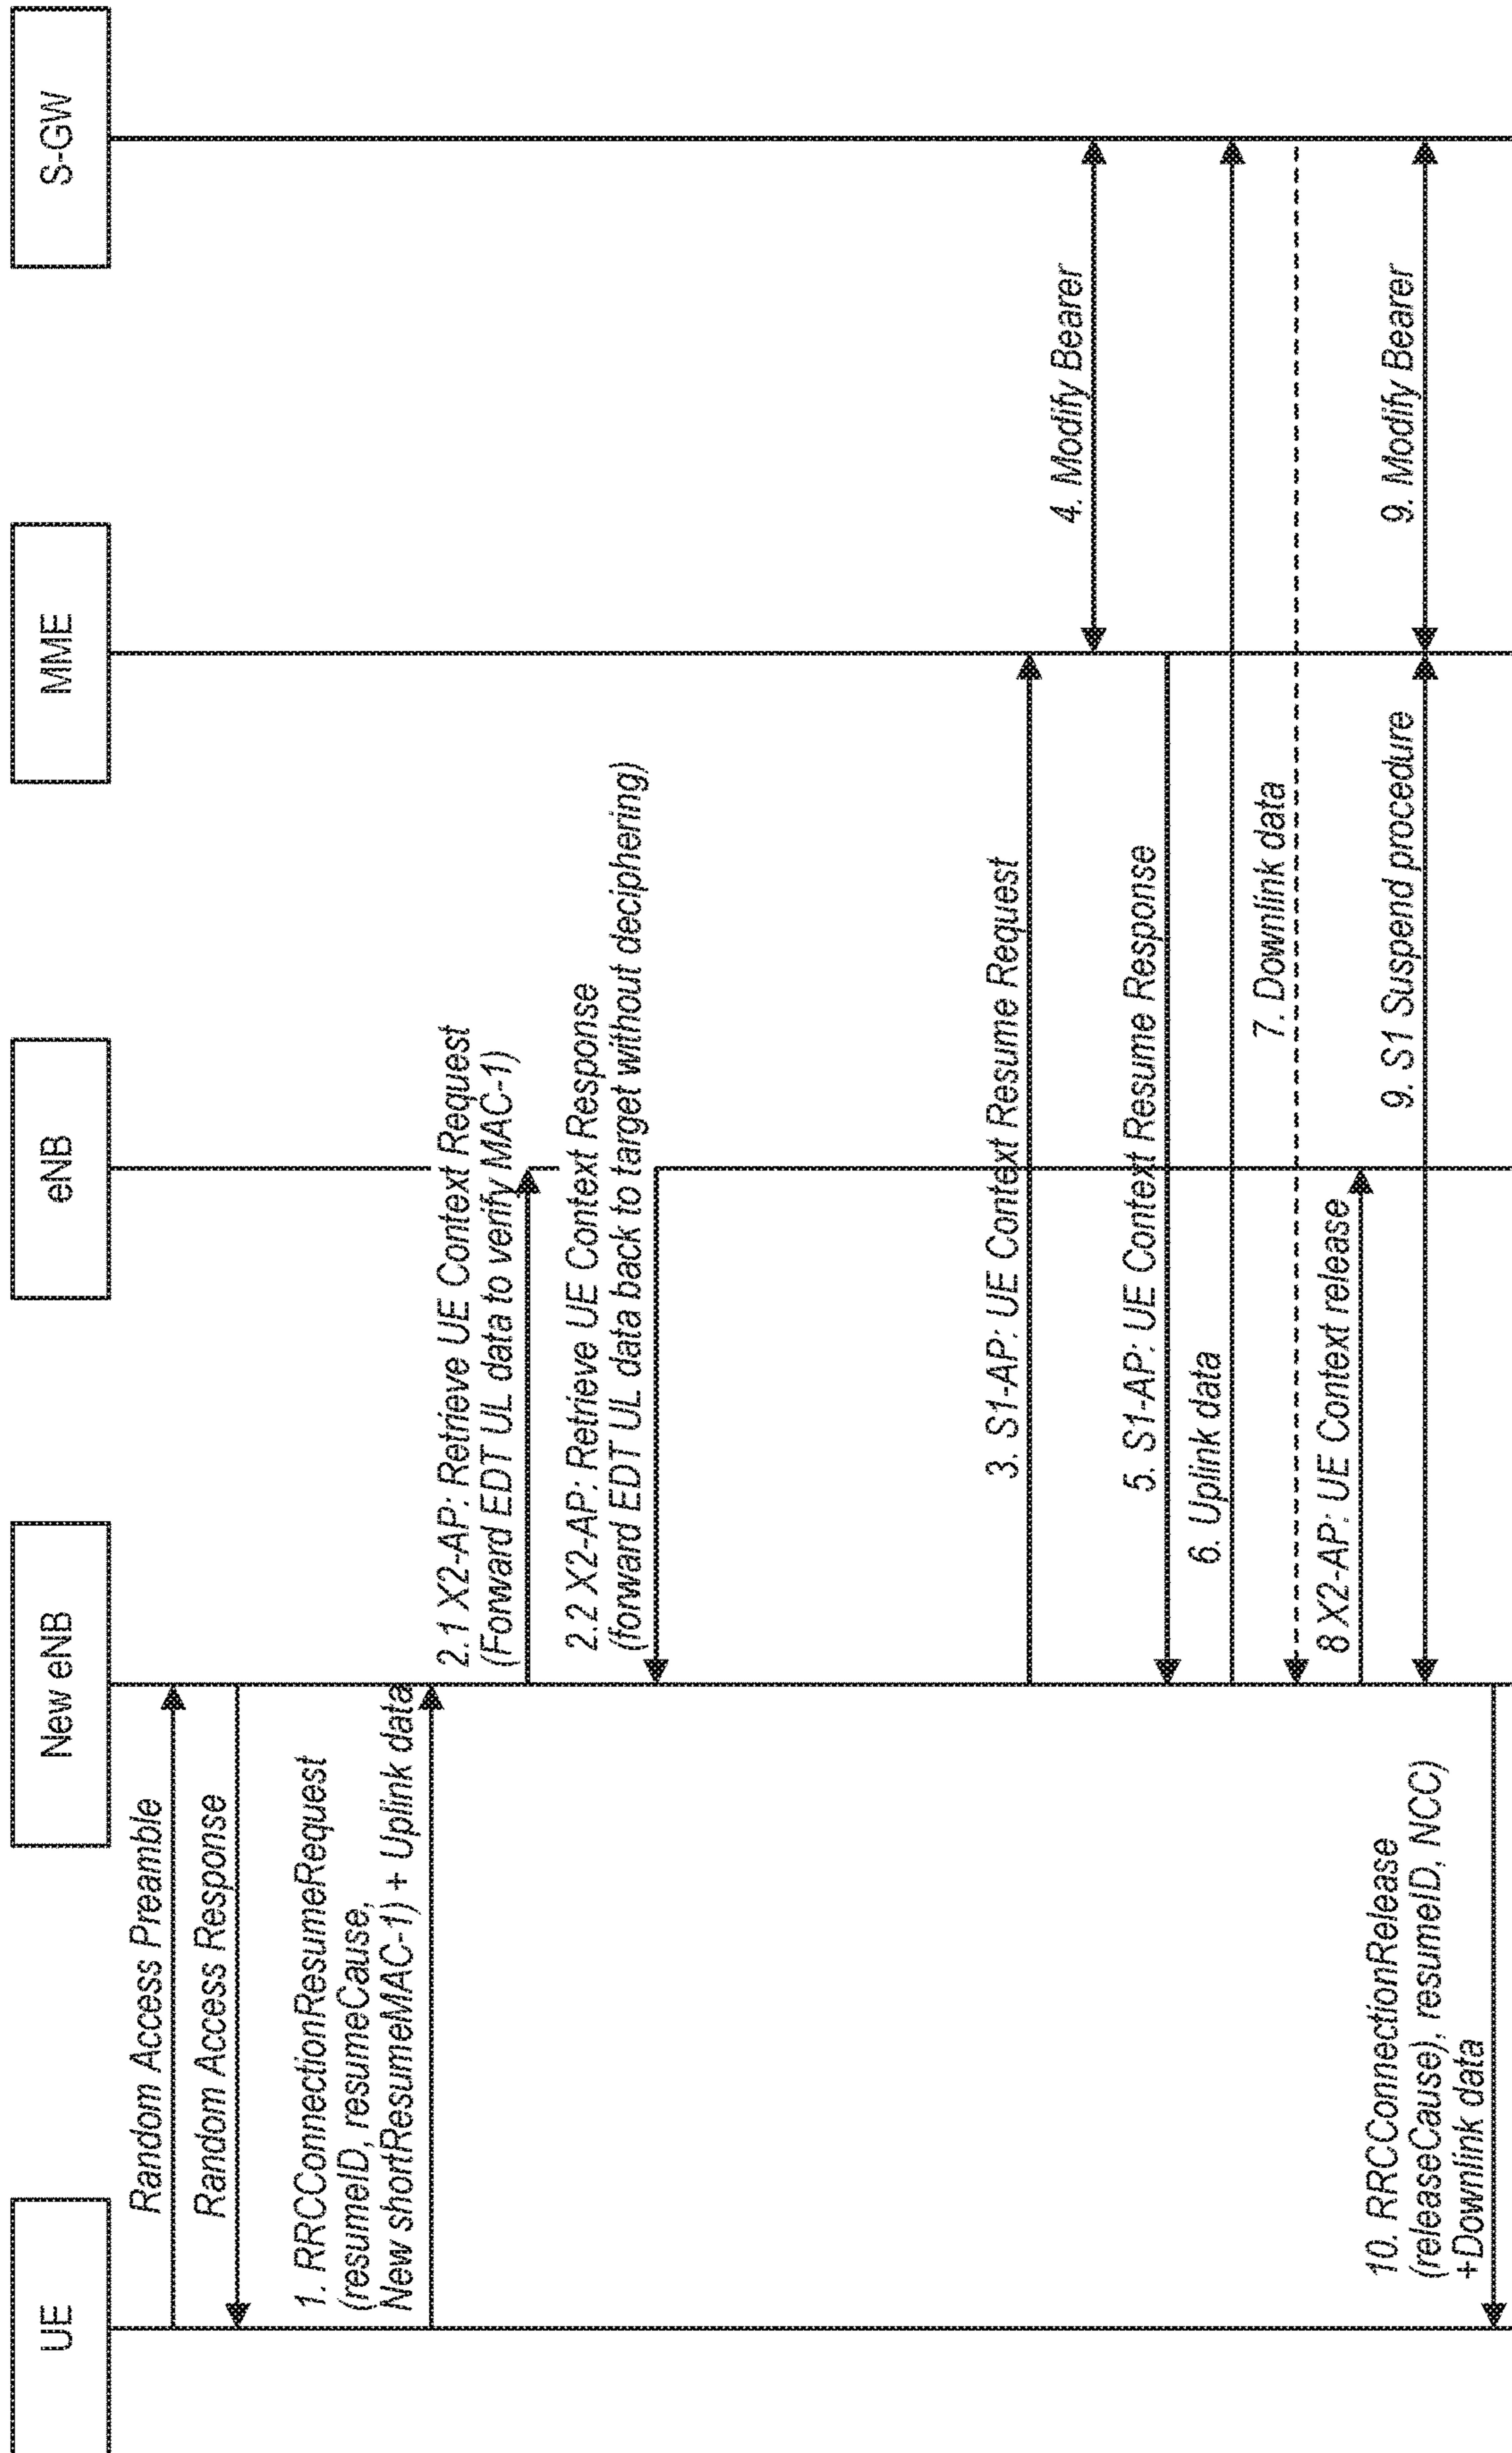 UE
New eNB
eNB
MME
S-GW
Random Access Preamble
Random Access Response
1. RRCConnectionResumeRequest
(resumeID, resumeCause,
New shortResumeMAC-1) + Uplink data
2.1 X2-AP: Retrieve UE Context Request
(Forward EDT UL data to verify MAC-1)
2.2 X2-AP: Retrieve UE Context Response
(forward EDT UL data back to target without deciphering)
3. S1-AP: UE Context Resume Request
4. Modify Bearer
5. S1-AP: UE Context Resume Response
6. Uplink data
7. Downlink data
8 X2-AP: UE Context release
9. S1 Suspend procedure
9. Modify Bearer
10. RRCConnectionRelease
(releaseCause), resumeID, NCC)
+Downlink data